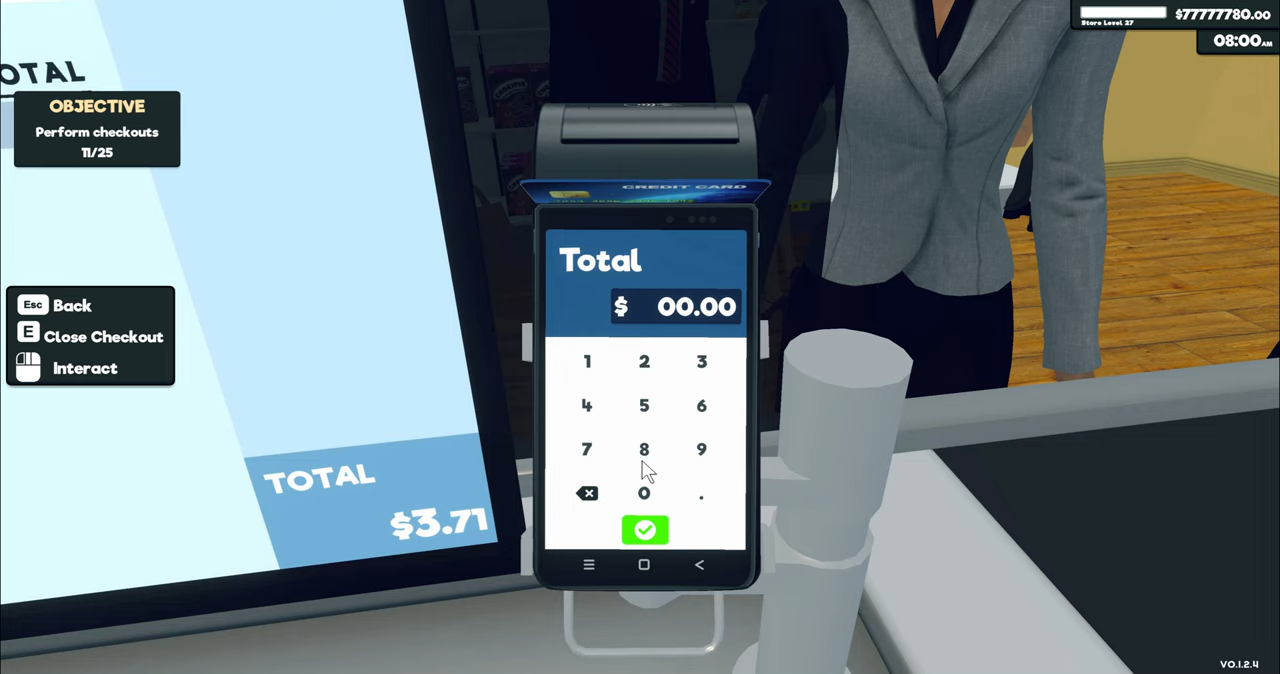 $77777780.00
Store Level 27
08:00AM
OTAL
OBJECTIVE
Perform checkouts
11/25
CREDIT CARD
Total
$ 00.00
Esc Back
E Close Checkout
Interact
1 2 3
4 5 6
7 8 9
0 .
TOTAL
$3.71
V0.1.2.4